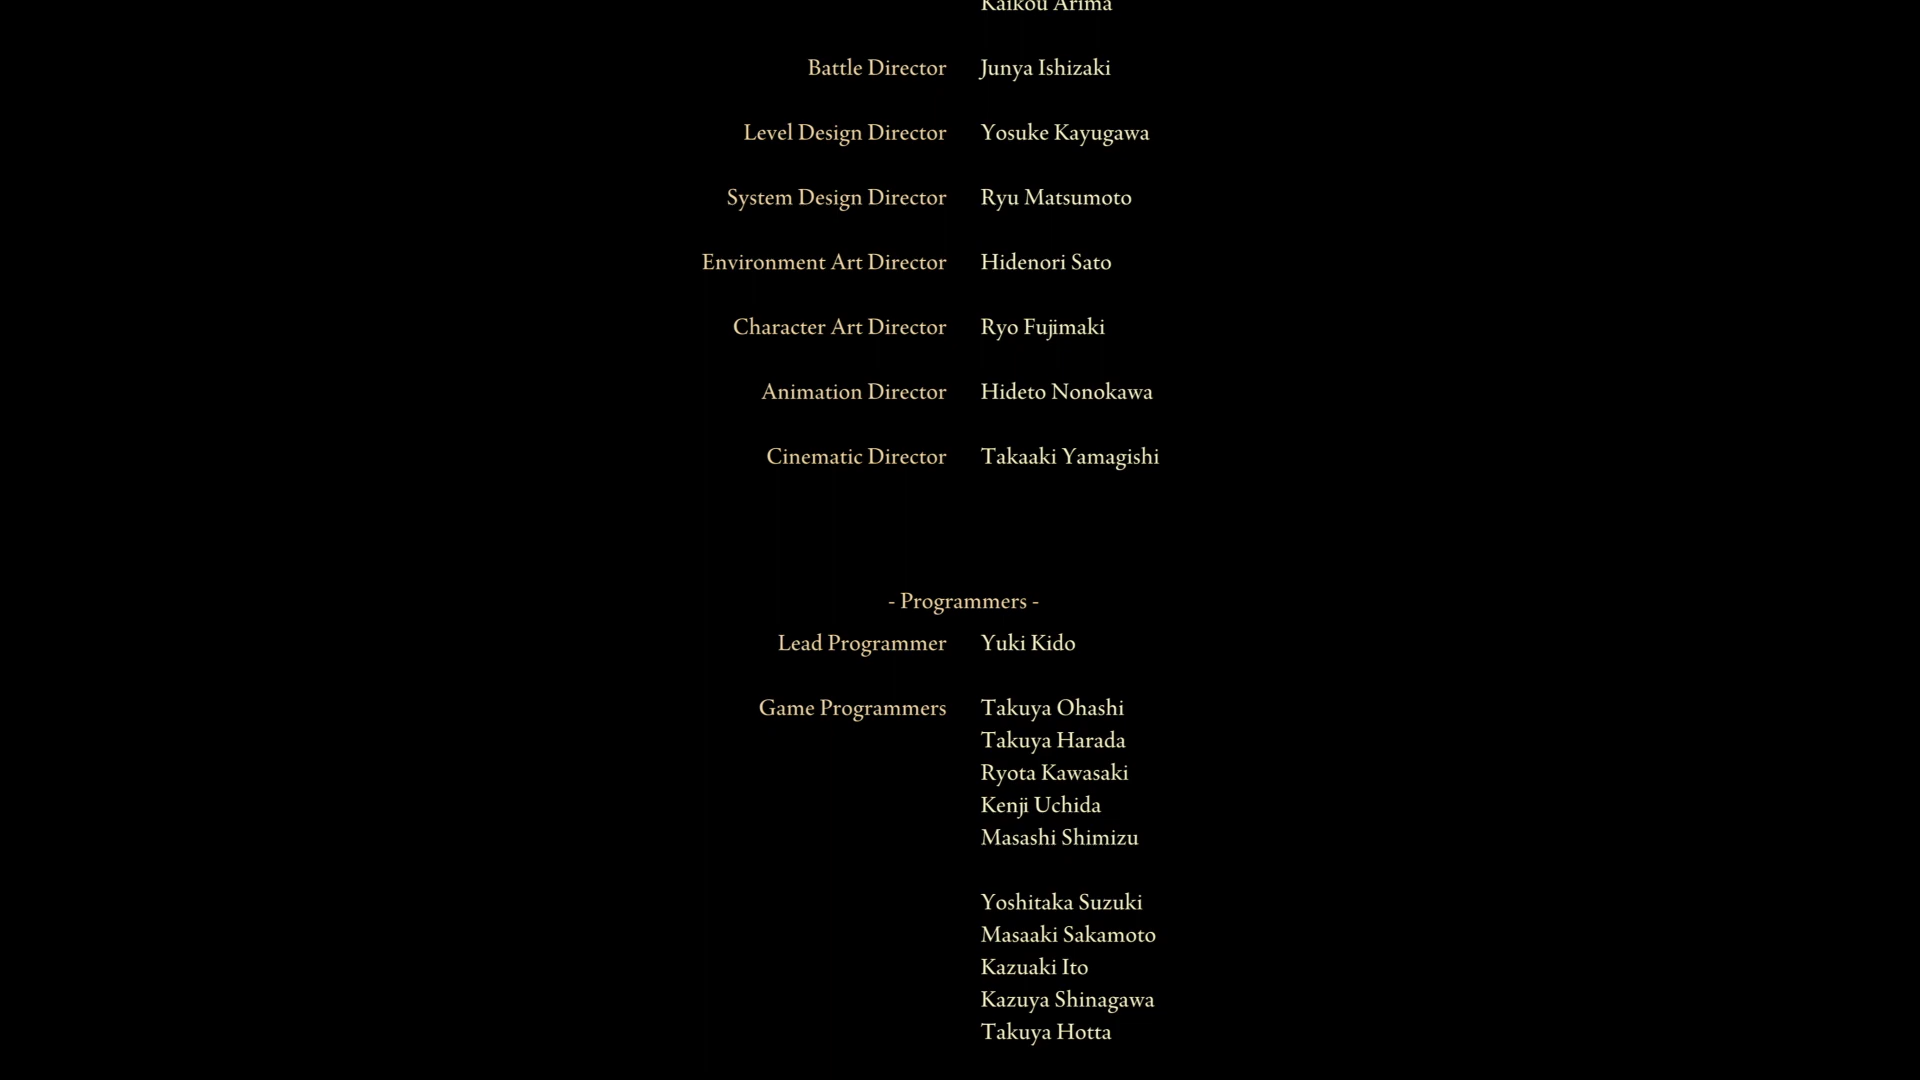 Kaikou Arima
Battle Director Junya Ishizaki
Level Design Director Yosuke Kayugawa
System Design Director Ryu Matsumoto
Environment Art Director Hidenori Sato
Character Art Director Ryo Fujimaki
Animation Director Hideto Nonokawa
Cinematic Director Takaaki Yamagishi
- Programmers -
Lead Programmer Yuki Kido
Game Programmers Takuya Ohashi
Takuya Harada
Ryota Kawasaki
Kenji Uchida
Masashi Shimizu
Yoshitaka Suzuki
Masaaki Sakamoto
Kazuaki Ito
Kazuya Shinagawa
Takuya Hotta